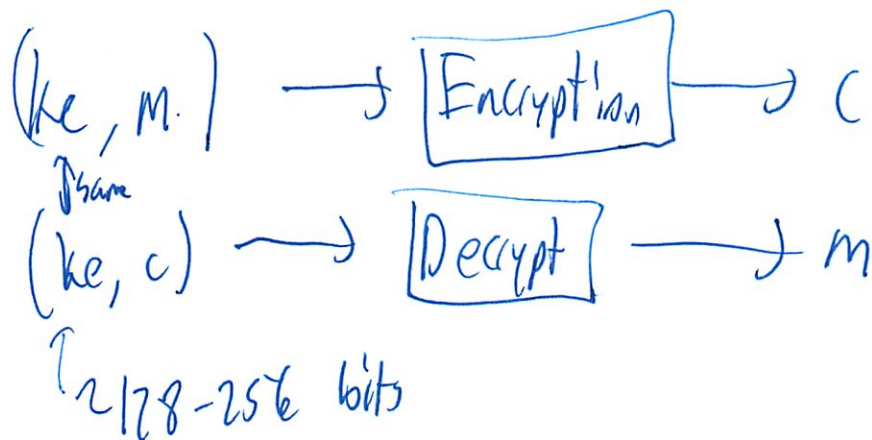 (ke, m.) → Encryption → C
↑ same
(ke, c) → Decrypt → m
↑ ~128-256 bits